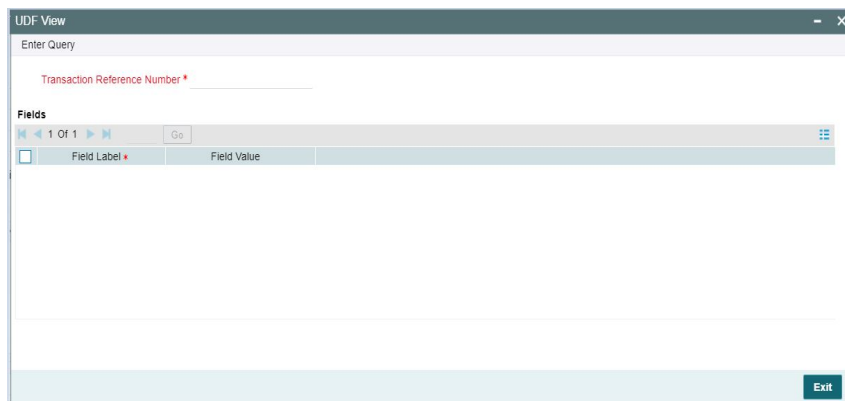 UDF View
Enter Query
Transaction Reference Number *
Fields
1 Of 1 Go
Field Label * Field Value
Exit